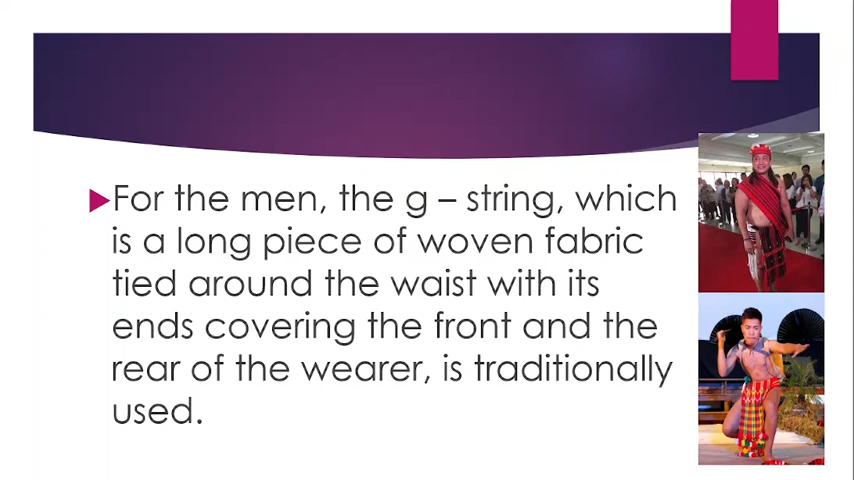 For the men, the g – string, which
is a long piece of woven fabric
tied around the waist with its
ends covering the front and the
rear of the wearer, is traditionally
used.